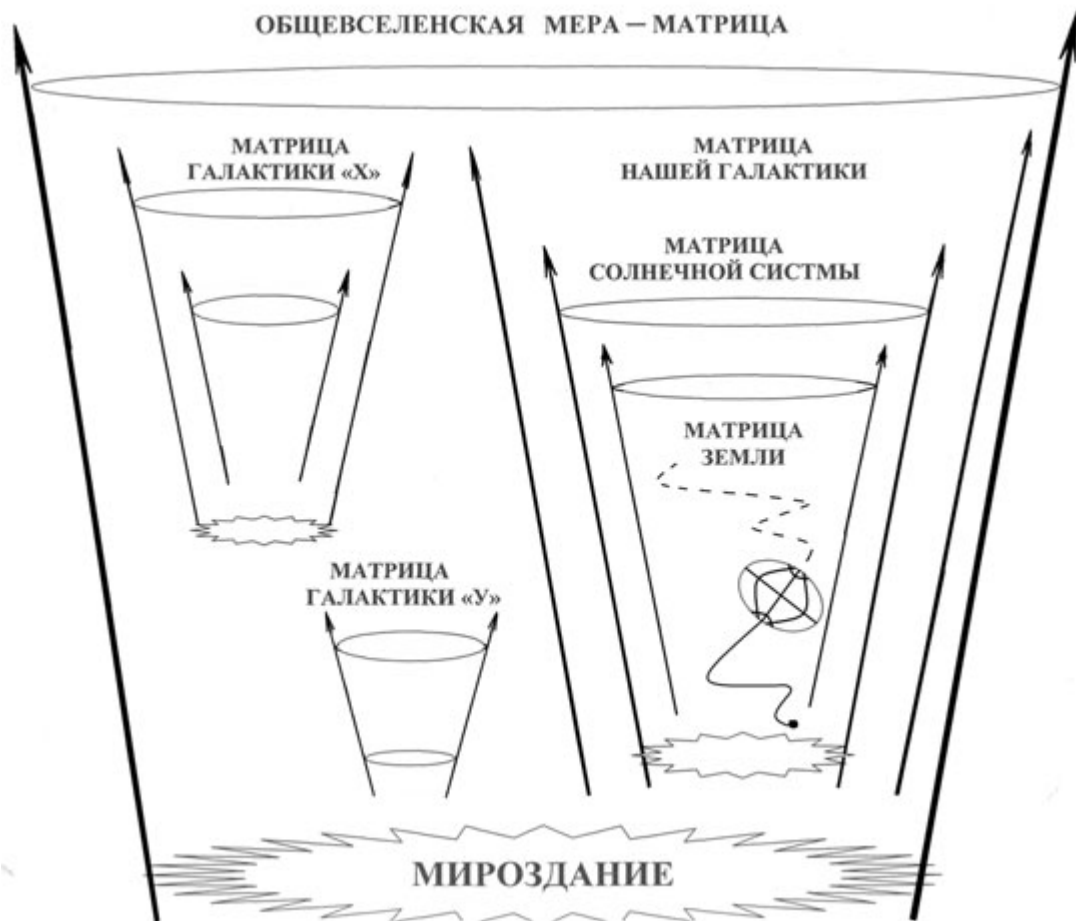 ОБЩЕВСЕЛЕНСКАЯ МЕРА — МАТРИЦА
МАТРИЦА
ГАЛАКТИКИ «Х»
МАТРИЦА
НАШЕЙ ГАЛАКТИКИ
МАТРИЦА
СОЛНЕЧНОЙ СИСТМЫ
МАТРИЦА
ЗЕМЛИ
МАТРИЦА
ГАЛАКТИКИ «У»
МИРОЗДАНИЕ